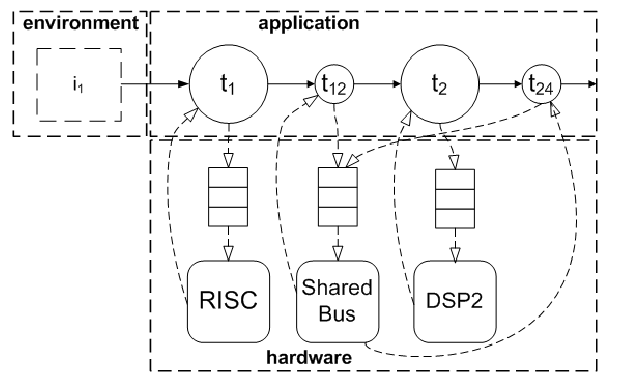 environment
application
i1
t1
t12
t2
t24
RISC
Shared
Bus
DSP2
hardware